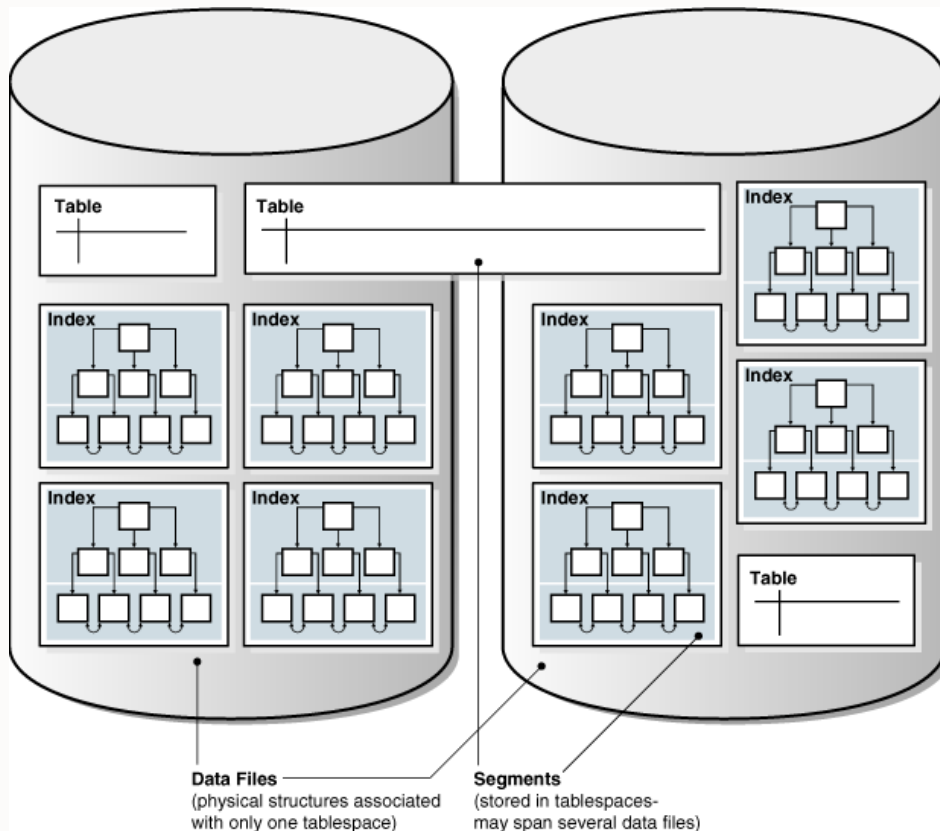 Table
Table
Index
Index
Index
Index
Index
Index
Index
Index
Table
Data Files
(physical structures associated
with only one tablespace)
Segments
(stored in tablespaces-
may span several data files)